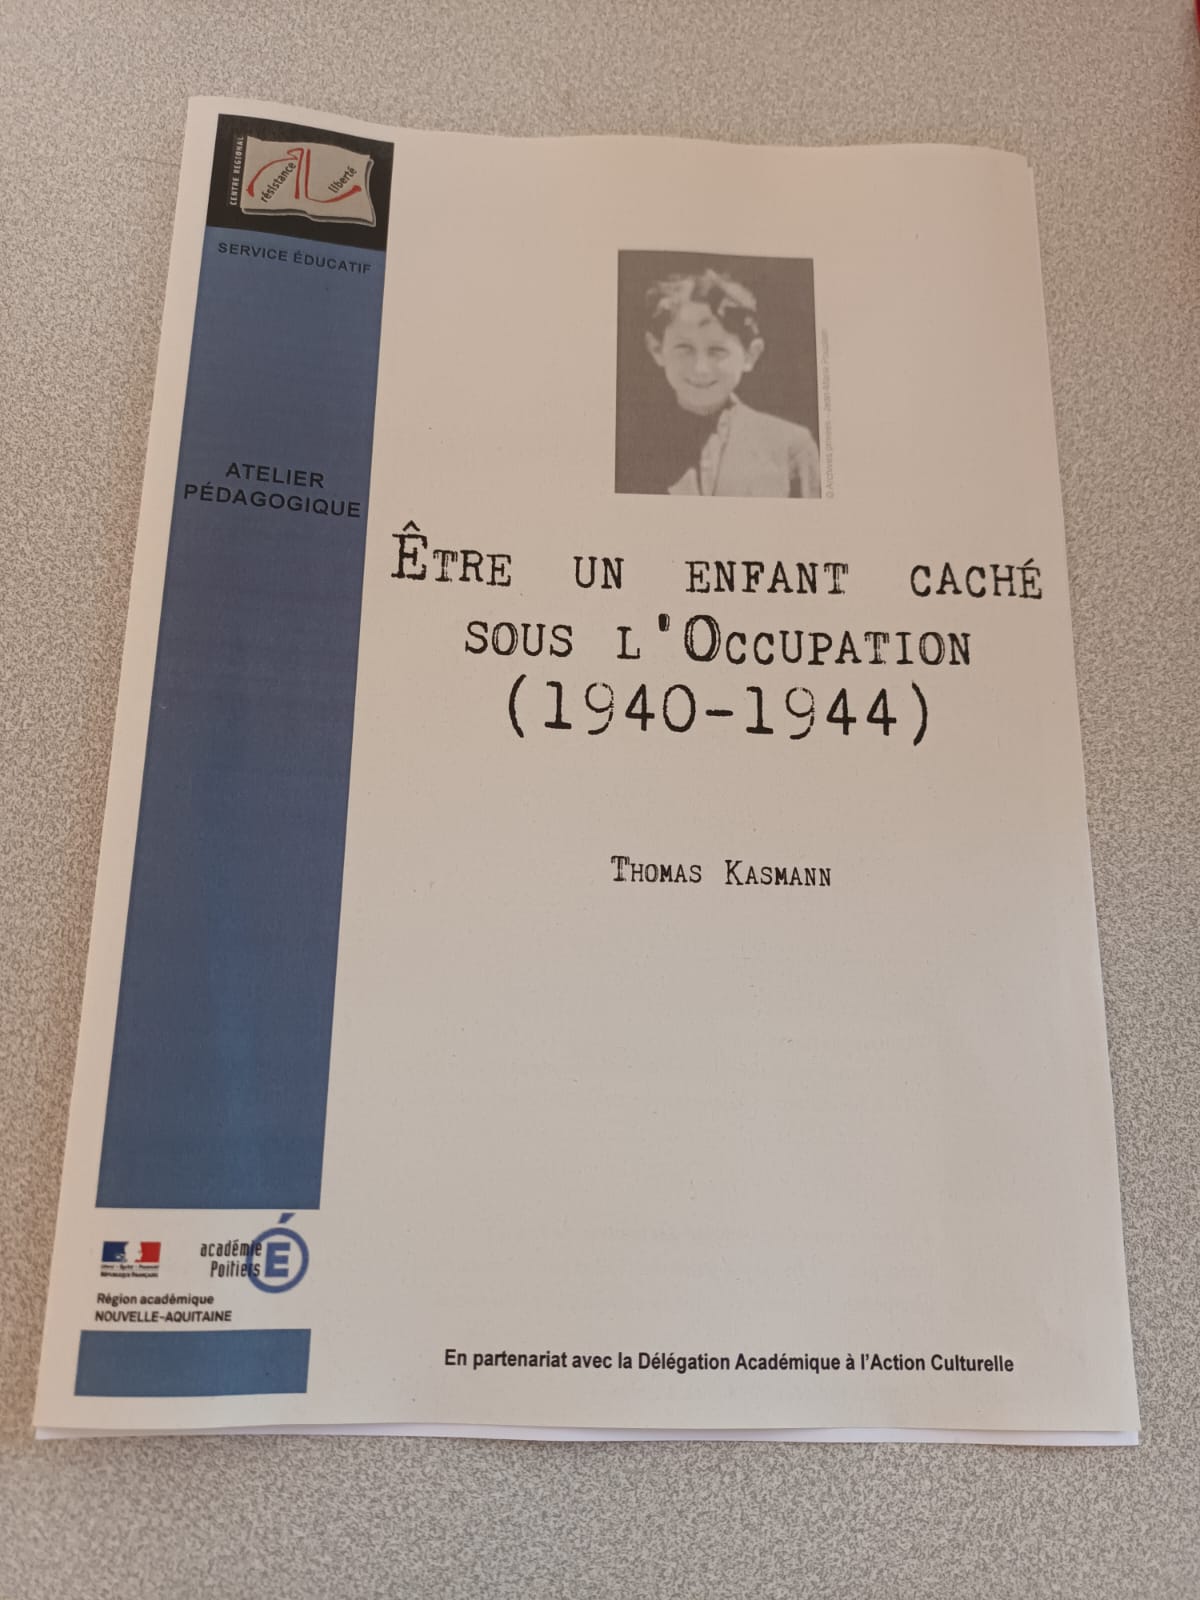 CENTRE REGIONAL
résistance
liberté
SERVICE ÉDUCATIF
ATELIER
PÉDAGOGIQUE
ÊTRE UN ENFANT CACHÉ
SOUS L'OCCUPATION
(1940-1944)
THOMAS KASMANN
académie
Poitiers
Région académique
NOUVELLE-AQUITAINE
En partenariat avec la Délégation Académique à l'Action Culturelle